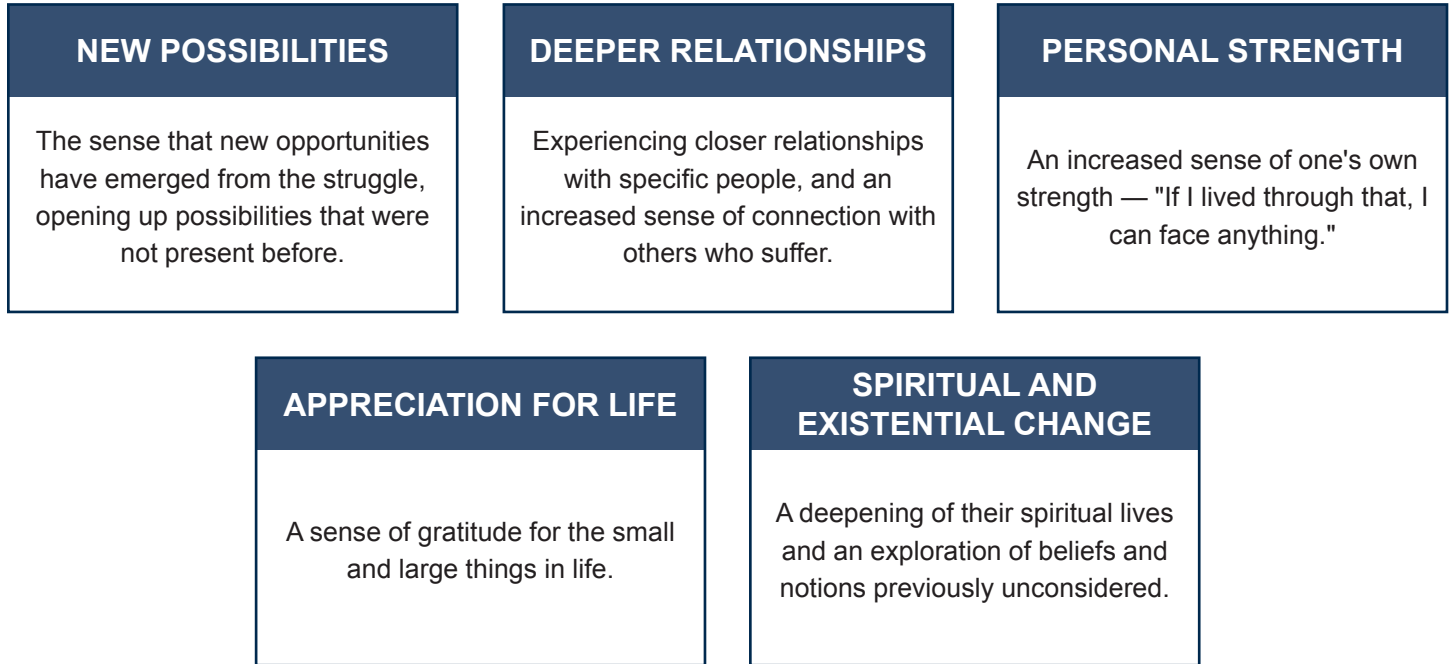 NEW POSSIBILITIES
The sense that new opportunities
have emerged from the struggle,
opening up possibilities that were
not present before.
DEEPER RELATIONSHIPS
Experiencing closer relationships
with specific people, and an
increased sense of connection with
others who suffer.
PERSONAL STRENGTH
An increased sense of one's own
strength — "If I lived through that, I
can face anything."
APPRECIATION FOR LIFE
A sense of gratitude for the small
and large things in life.
SPIRITUAL AND
EXISTENTIAL CHANGE
A deepening of their spiritual lives
and an exploration of beliefs and
notions previously unconsidered.